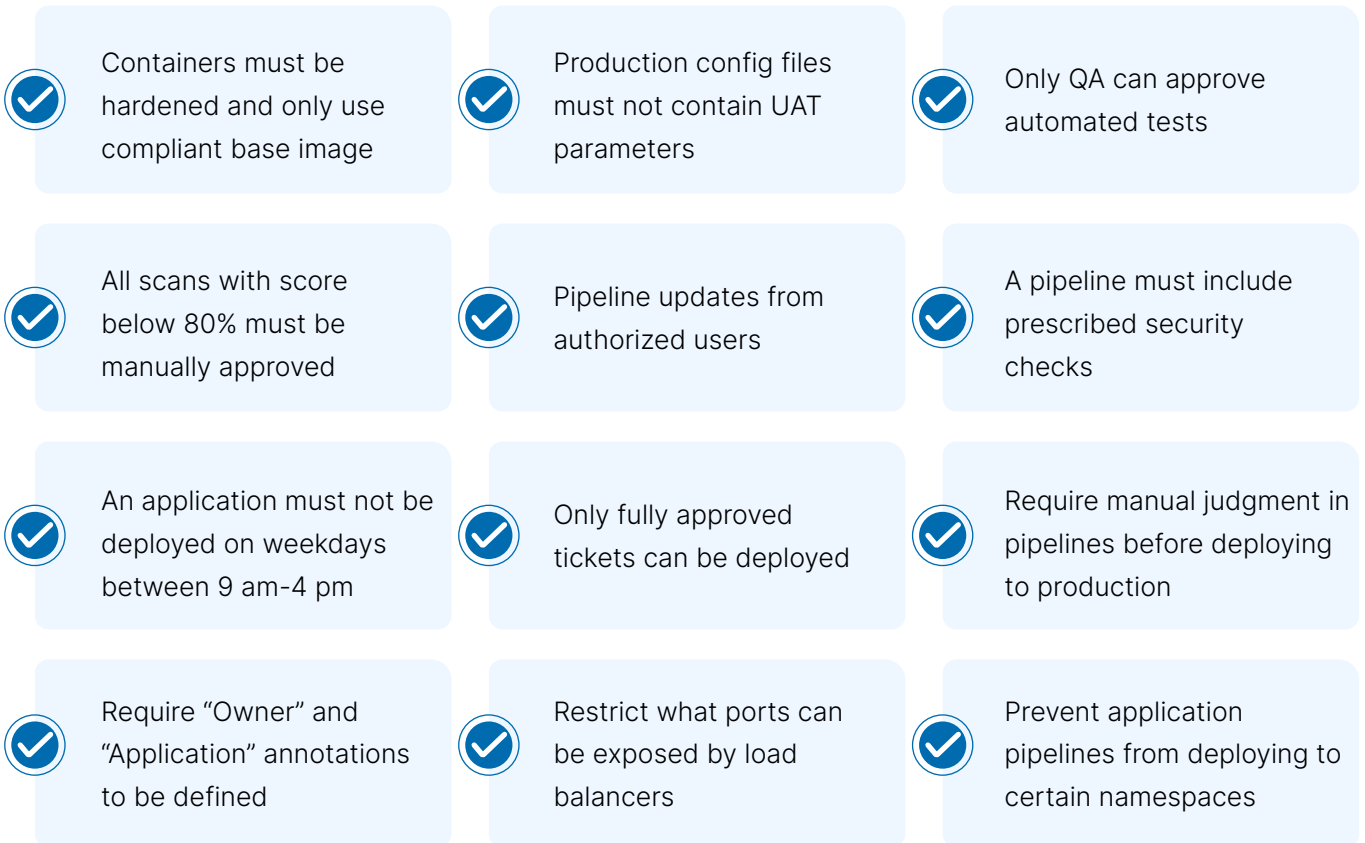 Containers must be
hardened and only use
compliant base image
Production config files
must not contain UAT
parameters
Only QA can approve
automated tests
All scans with score
below 80% must be
manually approved
Pipeline updates from
authorized users
A pipeline must include
prescribed security
checks
An application must not be
deployed on weekdays
between 9 am-4 pm
Only fully approved
tickets can be deployed
Require manual judgment in
pipelines before deploying
to production
Require “Owner” and
“Application” annotations
to be defined
Restrict what ports can
be exposed by load
balancers
Prevent application
pipelines from deploying to
certain namespaces